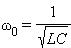 ω₀ = 1/√(LC)